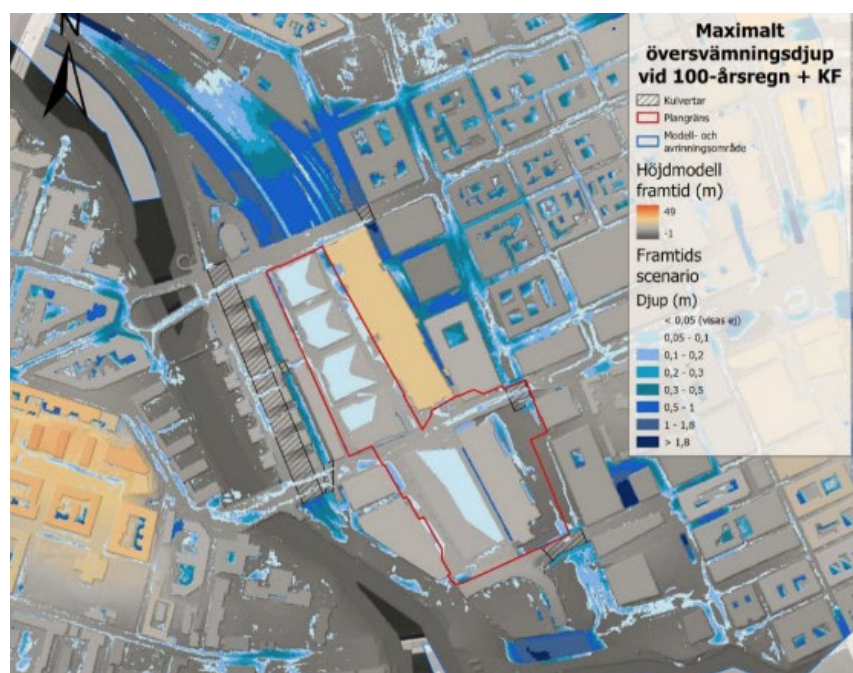 N
Maximalt
översvämningsdjup
vid 100-årsregn + KF
Kulvertar
Plangräns
Modell- och
avrinningsområde
Höjdmodell
framtid (m)
49
-1
Framtids
scenario
Djup (m)
< 0,05 (visas ej)
0,05 - 0,1
0,1 - 0,2
0,2 - 0,3
0,3 - 0,5
0,5 - 1
1 - 1,8
> 1,8